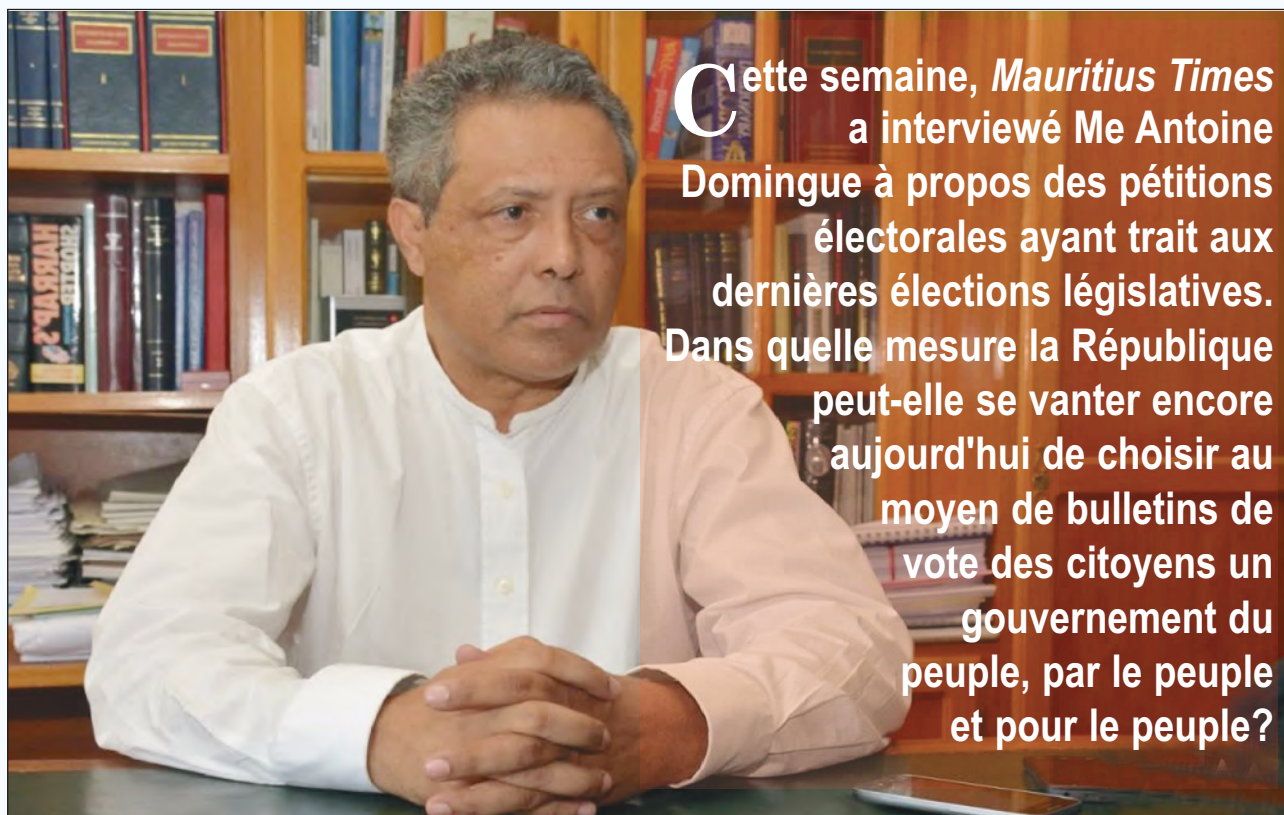 Cette semaine, Mauritius Times
a interviewé Me Antoine
Domingue à propos des pétitions
électorales ayant trait aux
dernières élections législatives.
Dans quelle mesure la République
peut-elle se vanter encore
aujourd'hui de choisir au
moyen de bulletins de
vote des citoyens un
gouvernement du
peuple, par le peuple
et pour le peuple?
HARRAP'S
SHORTER